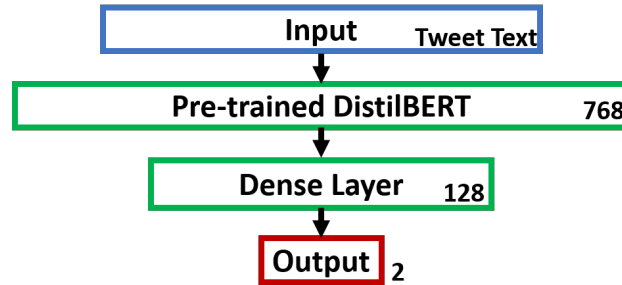 Input
Tweet Text
Pre-trained DistilBERT
768
Dense Layer
128
Output
2